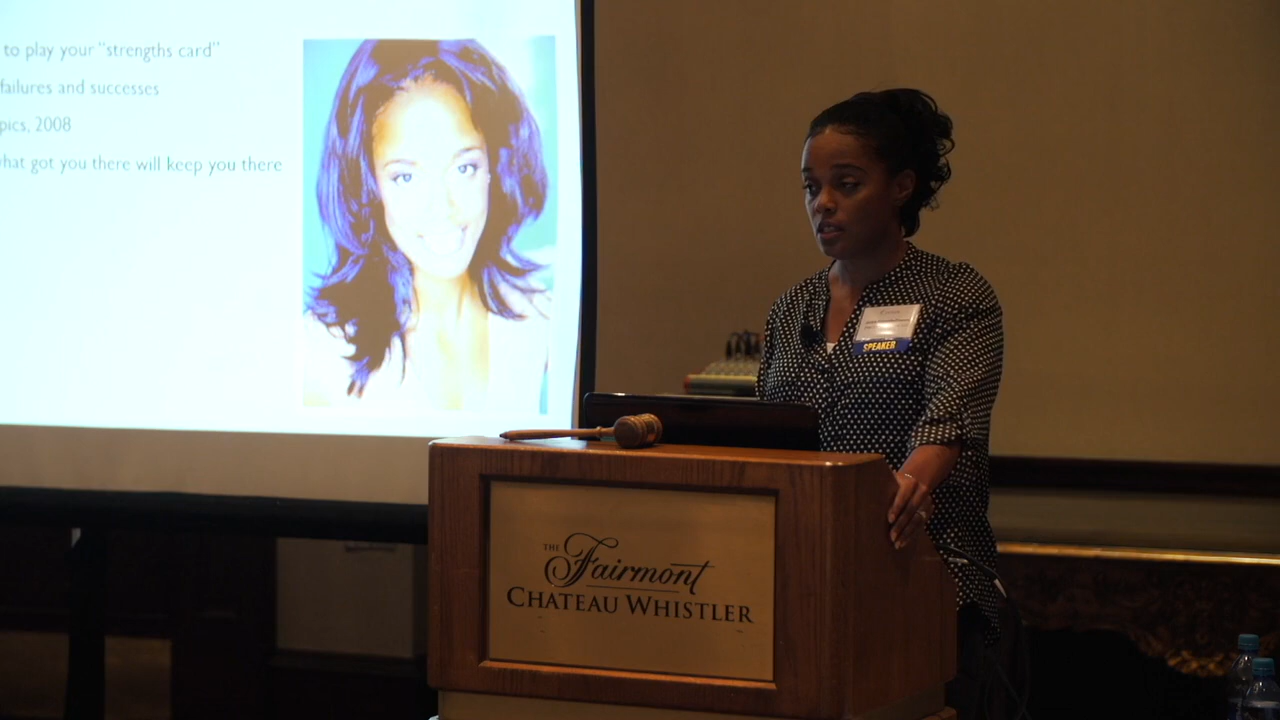 to play your "strengths card"
failures and successes
pics, 2008
hat got you there will keep you there
SPEAKER
THE Fairmont
CHATEAU WHISTLER